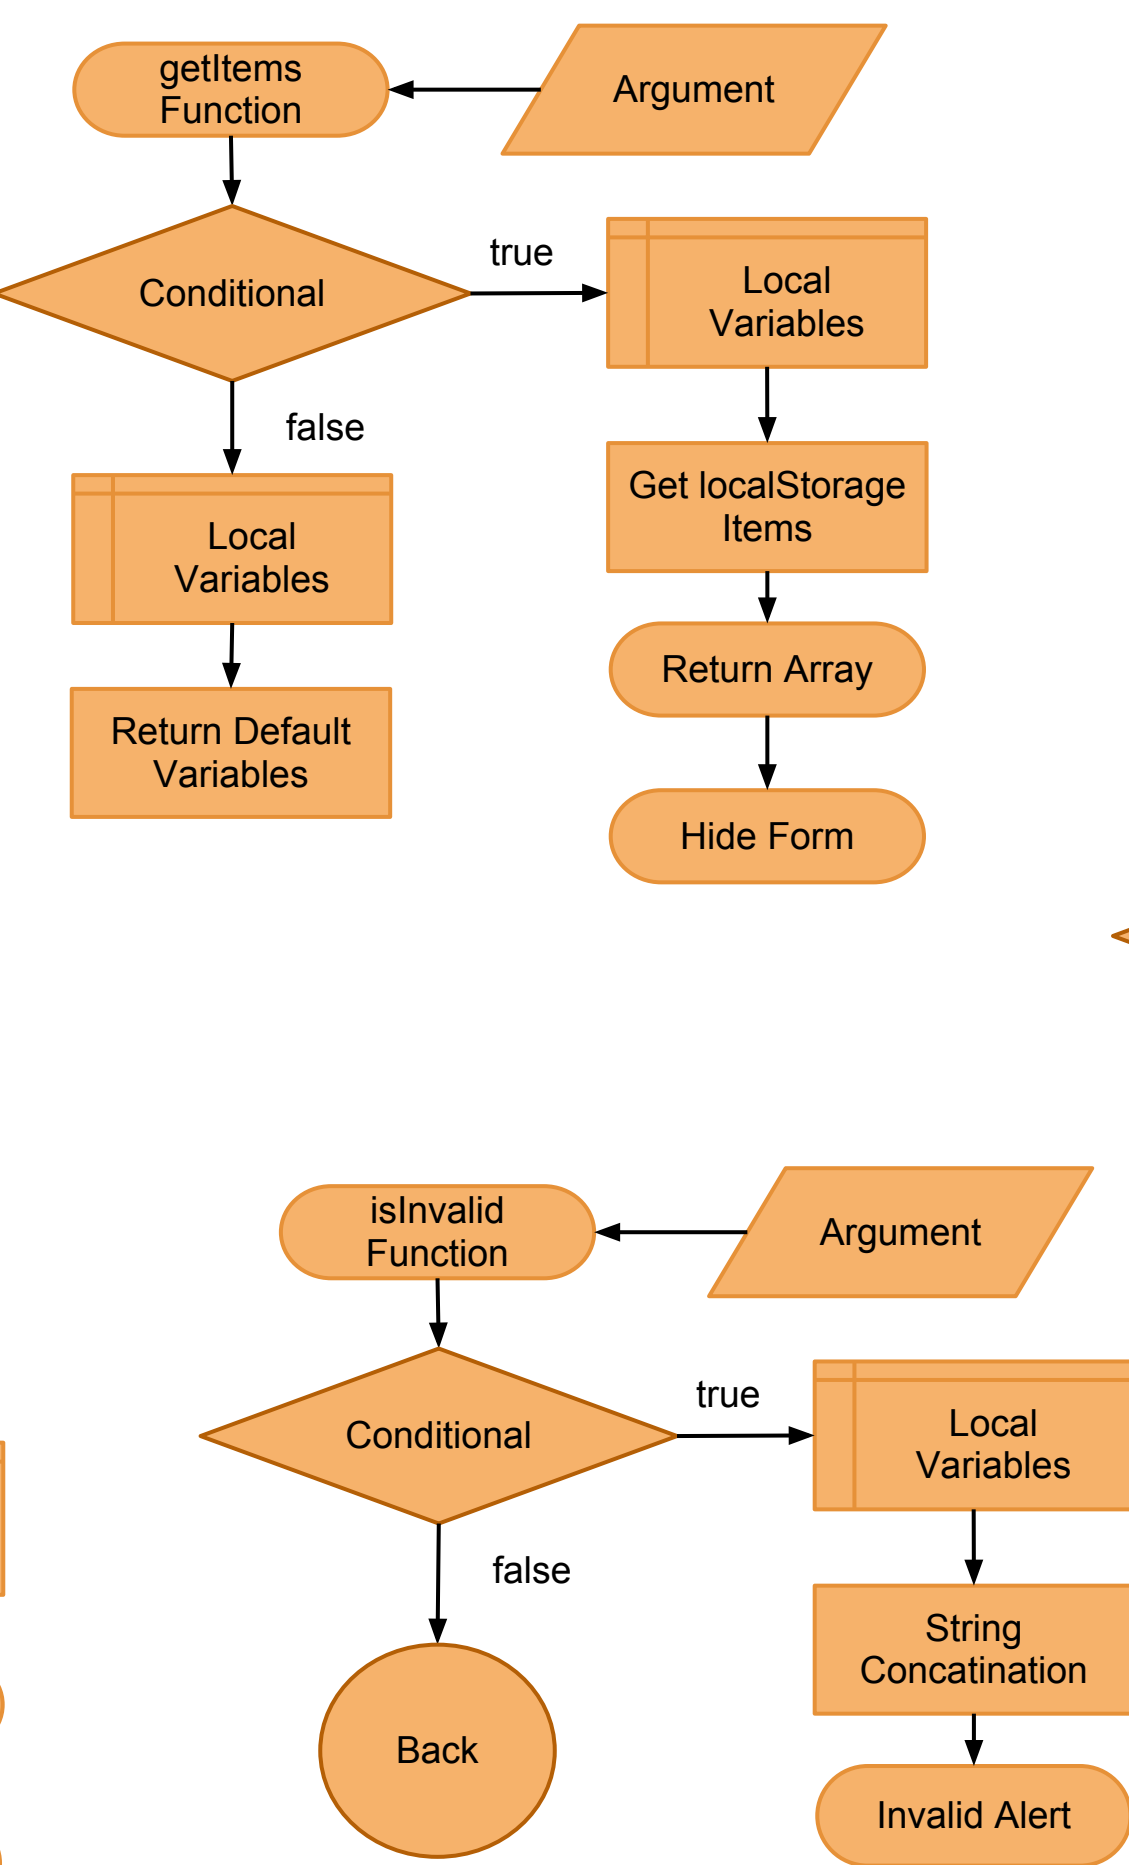 getItems
Function
Argument
Conditional
true
Local
Variables
false
Get localStorage
Items
Local
Variables
Return Array
Return Default
Variables
Hide Form
isInvalid
Function
Argument
Conditional
true
Local
Variables
false
String
Concatination
Back
Invalid Alert